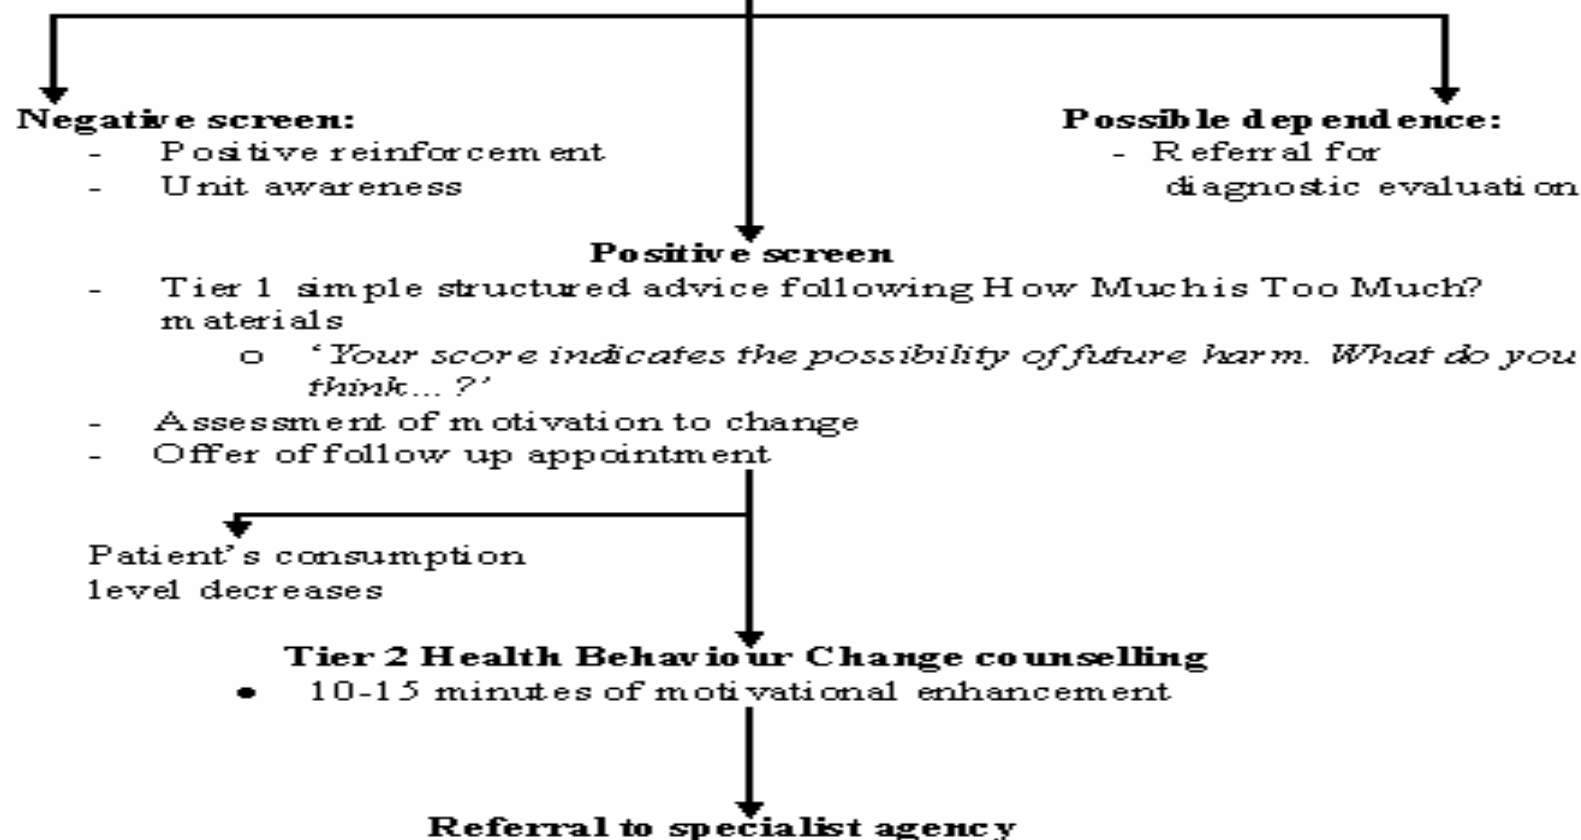 Negative screen:
- Positive reinforcement
- Unit awareness
Possible dependence:
- Referral for
diagnostic evaluation
Positive screen
- Tier 1 simple structured advice following How Much is Too Much?
materials
o ‘Your score indicates the possibility of future harm. What do you
think... ?’
- Assessment of motivation to change
- Offer of follow up appointment
Patient’s consumption
level decreases
Tier 2 Health Behaviour Change counselling
• 10-15 minutes of motivational enhancement
Referral to specialist agency